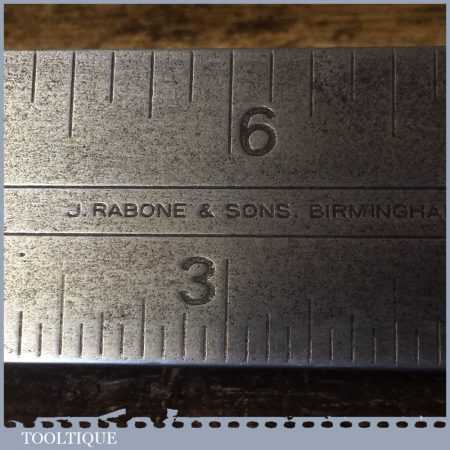 6
J. RABONE & SONS. BIRMINGHA
3
TOOLTIQUE